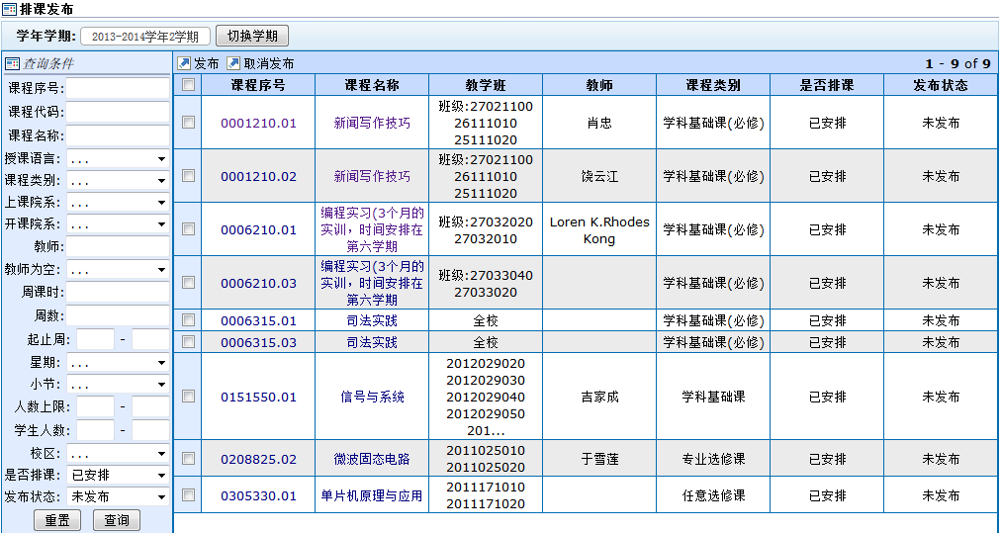 排课发布
学年学期: 2013-2014学年2学期 切换学期
查询条件
课程序号:
课程代码:
课程名称:
授课语言: ...
课程类别: ...
上课院系: ...
开课院系: ...
教师:
教师为空: ...
周课时:
周数:
起止周: -
星期: ...
小节: ...
人数上限: -
学生人数: -
校区: ...
是否排课: 已安排
发布状态: 未发布
重置 查询
发布 取消发布 1 - 9 of 9
课程序号 课程名称 教学班 教师 课程类别 是否排课 发布状态
0001210.01 新闻写作技巧 班级:27021100 26111010 25111020 肖忠 学科基础课(必修) 已安排 未发布
0001210.02 新闻写作技巧 班级:27021100 26111010 25111020 饶云江 学科基础课(必修) 已安排 未发布
0006210.01 编程实习(3个月的实训，时间安排在第六学期 班级:27032020 27032010 Loren K.Rhodes Kong 学科基础课(必修) 已安排 未发布
0006210.03 编程实习(3个月的实训，时间安排在第六学期 班级:27033040 27033020 学科基础课(必修) 已安排 未发布
0006315.01 司法实践 全校 学科基础课(必修) 已安排 未发布
0006315.03 司法实践 全校 学科基础课(必修) 已安排 未发布
0151550.01 信号与系统 2012029020 2012029030 2012029040 2012029050 201... 吉家成 学科基础课 已安排 未发布
0208825.02 微波固态电路 2011025010 2011025020 于雪莲 专业选修课 已安排 未发布
0305330.01 单片机原理与应用 2011171010 2011171020 任意选修课 已安排 未发布